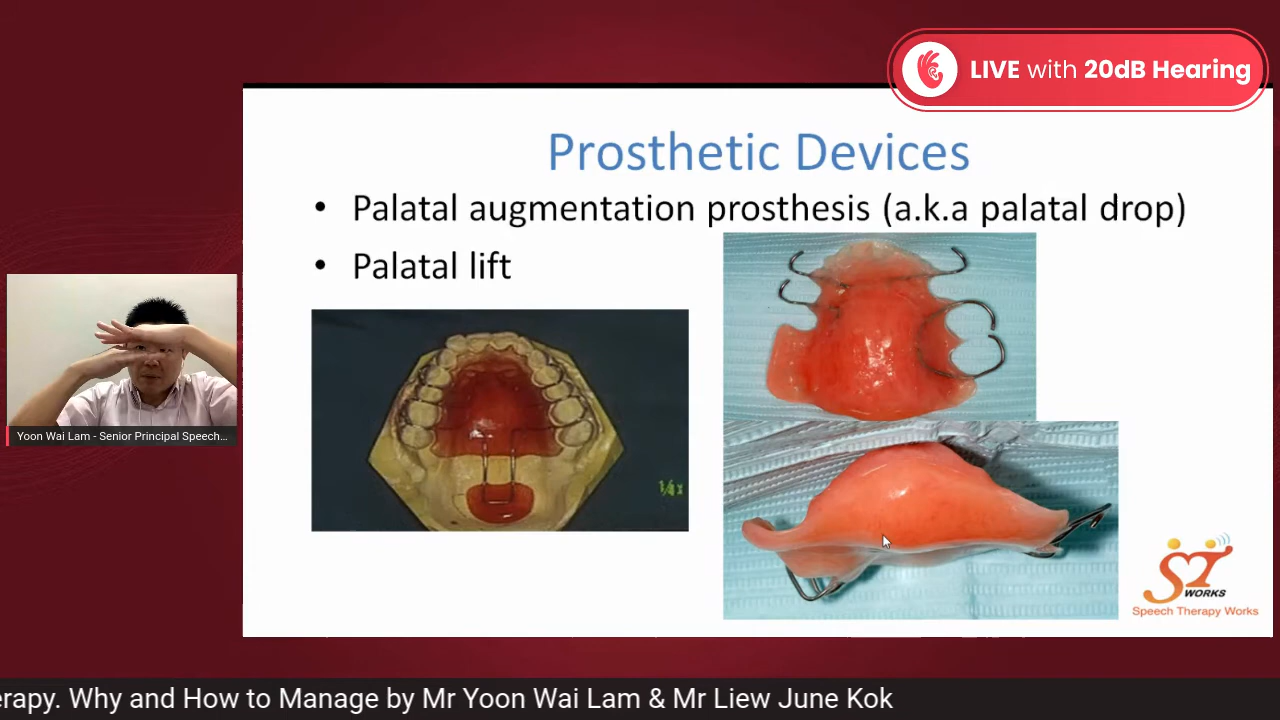 LIVE with 20dB Hearing
Prosthetic Devices
• Palatal augmentation prosthesis (a.k.a palatal drop)
• Palatal lift
Yoon Wai Lam - Senior Principal Speech...
WORKS
Speech Therapy Works
erapy. Why and How to Manage by Mr Yoon Wai Lam & Mr Liew June Kok